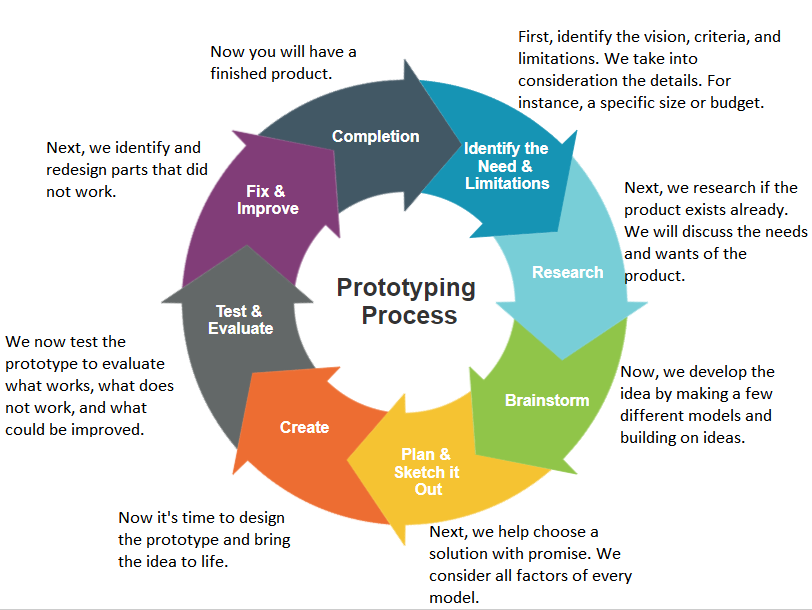 Prototyping
Process
Identify the
Need &
Limitations
First, identify the vision, criteria, and
limitations. We take into
consideration the details. For
instance, a specific size or budget.
Research
Next, we research if the
product exists already.
We will discuss the needs
and wants of the
product.
Brainstorm
Now, we develop the
idea by making a few
different models and
building on ideas.
Plan &
Sketch it
Out
Next, we help choose a
solution with promise. We
consider all factors of every
model.
Create
Now it's time to design
the prototype and bring
the idea to life.
Test &
Evaluate
We now test the
prototype to evaluate
what works, what does
not work, and what
could be improved.
Fix &
Improve
Next, we identify and
redesign parts that did
not work.
Completion
Now you will have a
finished product.